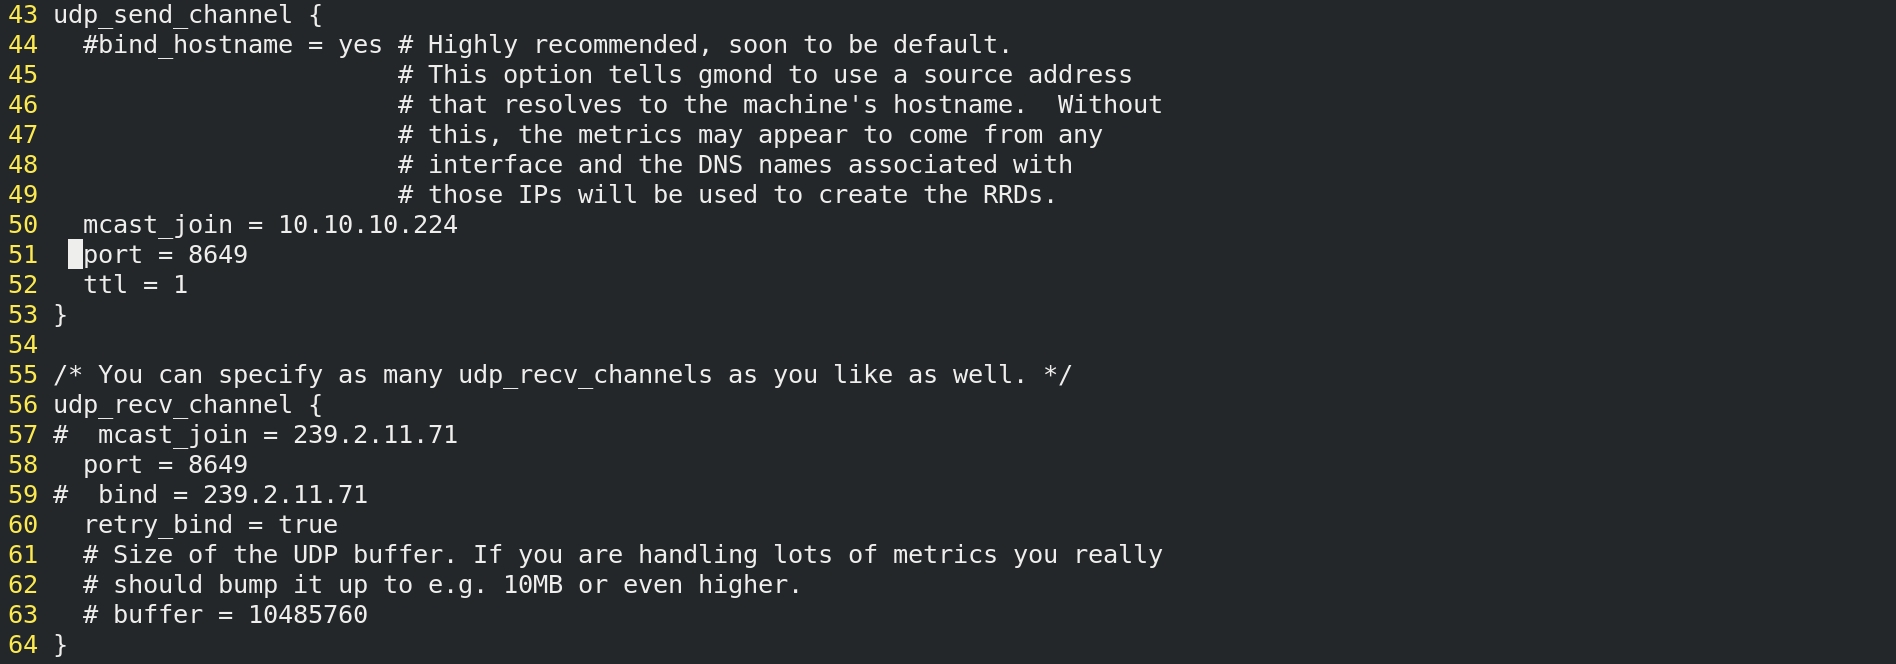 43 udp_send_channel {
44   #bind_hostname = yes # Highly recommended, soon to be default.
45                        # This option tells gmond to use a source address
46                        # that resolves to the machine's hostname.  Without
47                        # this, the metrics may appear to come from any
48                        # interface and the DNS names associated with
49                        # those IPs will be used to create the RRDs.
50   mcast_join = 10.10.10.224
51   port = 8649
52   ttl = 1
53 }
54
55 /* You can specify as many udp_recv_channels as you like as well. */
56 udp_recv_channel {
57 #  mcast_join = 239.2.11.71
58   port = 8649
59 #  bind = 239.2.11.71
60   retry_bind = true
61   # Size of the UDP buffer. If you are handling lots of metrics you really
62   # should bump it up to e.g. 10MB or even higher.
63   # buffer = 10485760
64 }